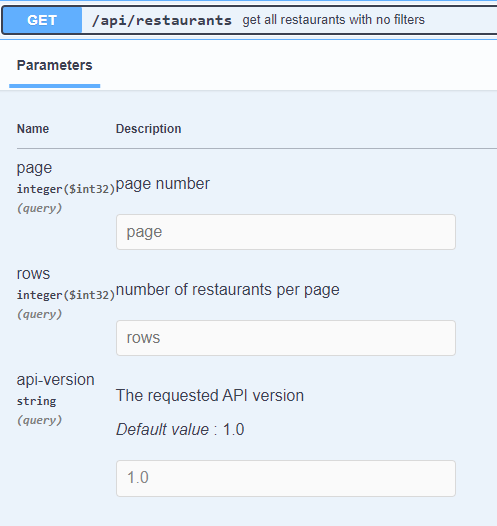 GET /api/restaurants get all restaurants with no filters
Parameters
Name Description
page
integer($int32)
(query)
page number
page
rows
integer($int32)
(query)
number of restaurants per page
rows
api-version
string
(query)
The requested API version
Default value : 1.0
1.0